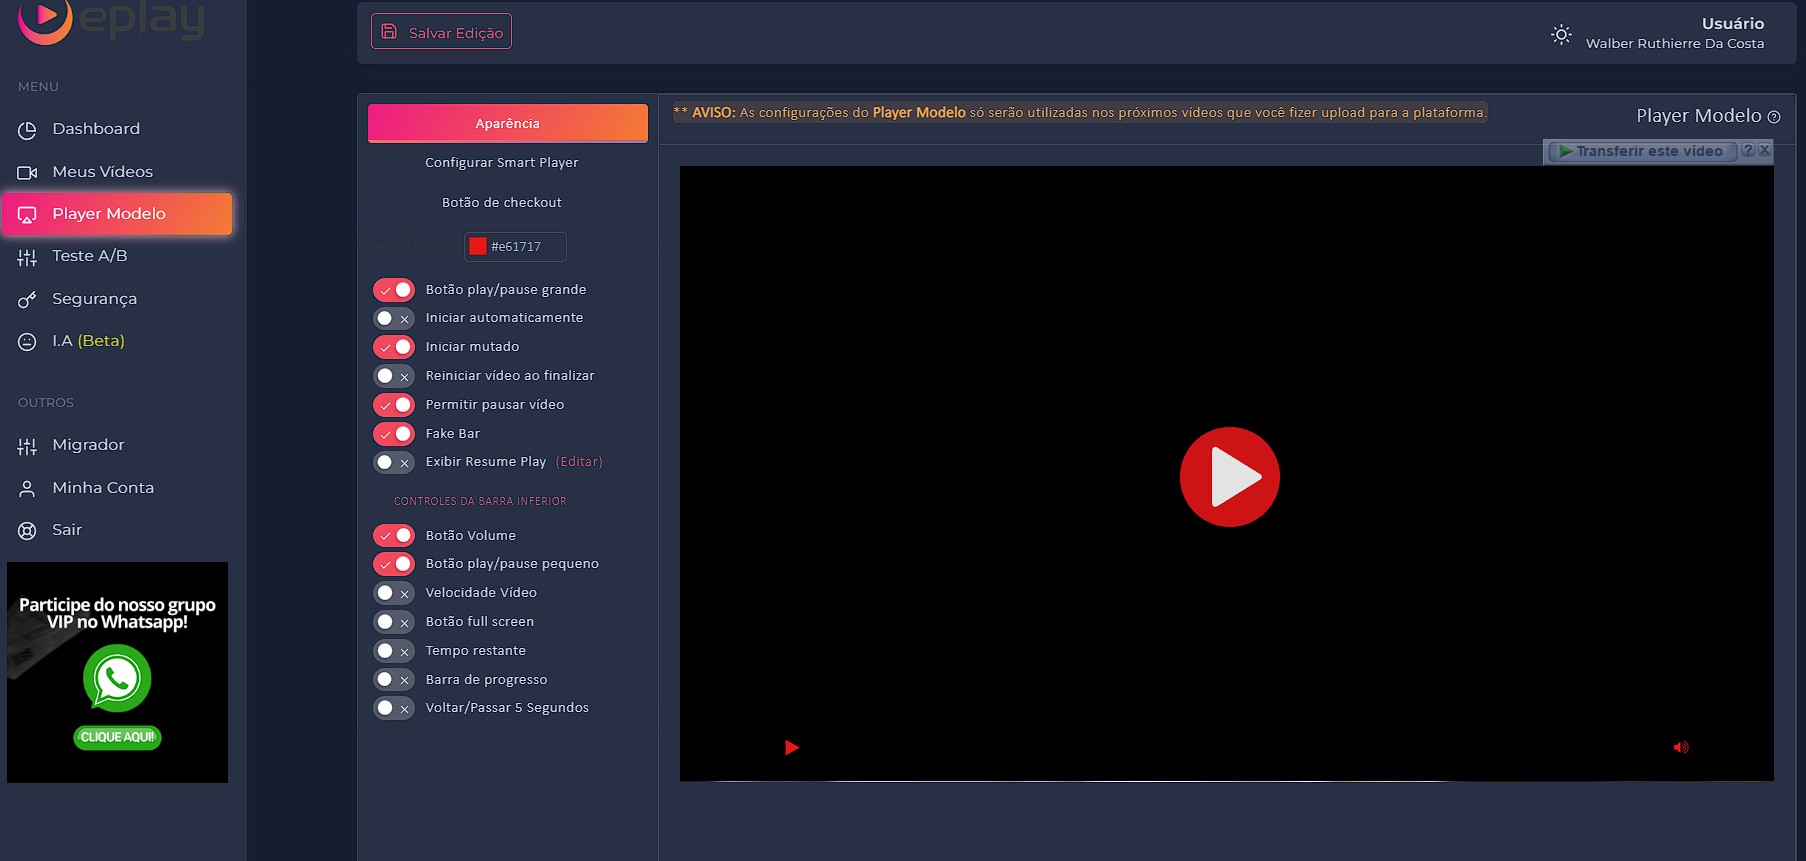 eplay
Salvar Edição
Usuário
Walber Ruthierre Da Costa
MENU
Dashboard
Meus Vídeos
Player Modelo
Teste A/B
Segurança
I.A (Beta)
OUTROS
Migrador
Minha Conta
Sair
Participe do nosso grupo
VIP no Whatsapp!
CLIQUE AQUI!!
Aparência
Configurar Smart Player
Botão de checkout
Cor Primária:
#e61717
Botão play/pause grande
Iniciar automaticamente
Iniciar mutado
Reiniciar vídeo ao finalizar
Permitir pausar vídeo
Fake Bar
Exibir Resume Play (Editar)
CONTROLES DA BARRA INFERIOR
Botão Volume
Botão play/pause pequeno
Velocidade Vídeo
Botão full screen
Tempo restante
Barra de progresso
Voltar/Passar 5 Segundos
** AVISO: As configurações do Player Modelo só serão utilizadas nos próximos vídeos que você fizer upload para a plataforma.
Player Modelo ?
Transferir este vídeo ? X